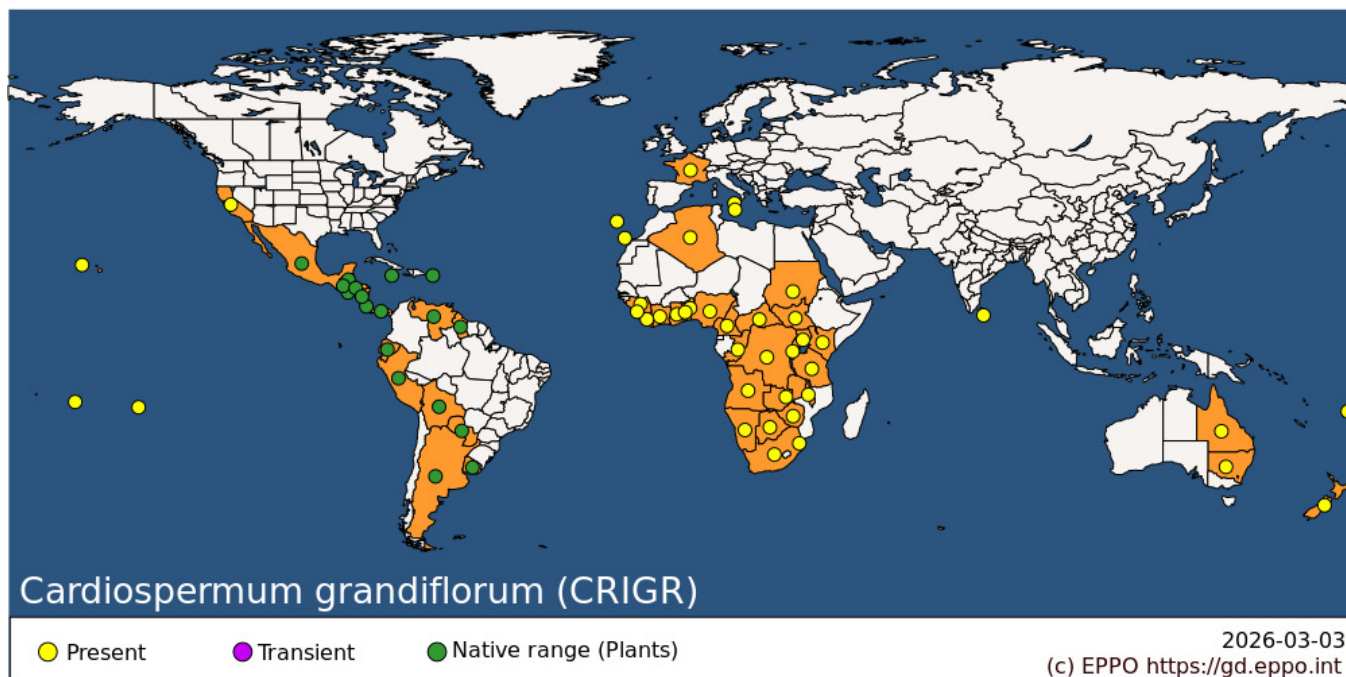 Cardiospermum grandiflorum (CRIGR)
Present
Transient
Native range (Plants)
2026-03-03
(c) EPPO https://gd.eppo.int